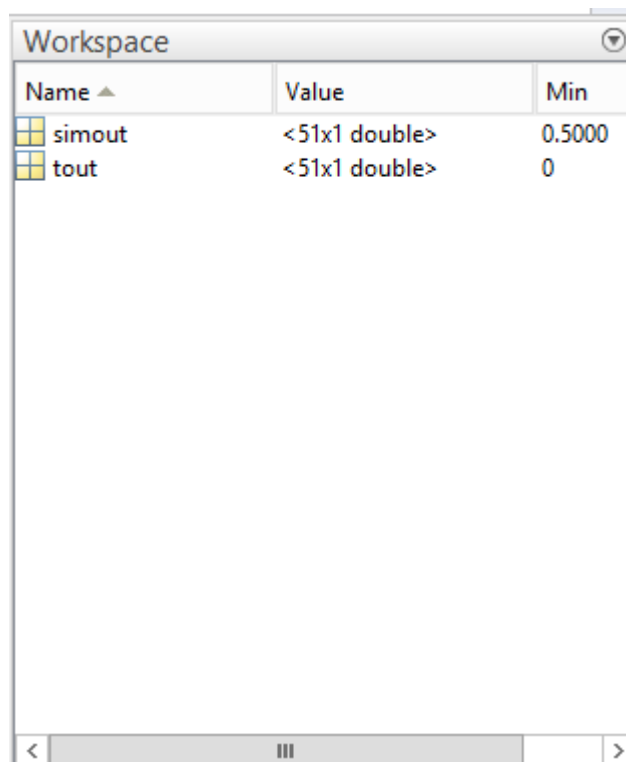 Workspace
Name Value Min
simout <51x1 double> 0.5000
tout <51x1 double> 0